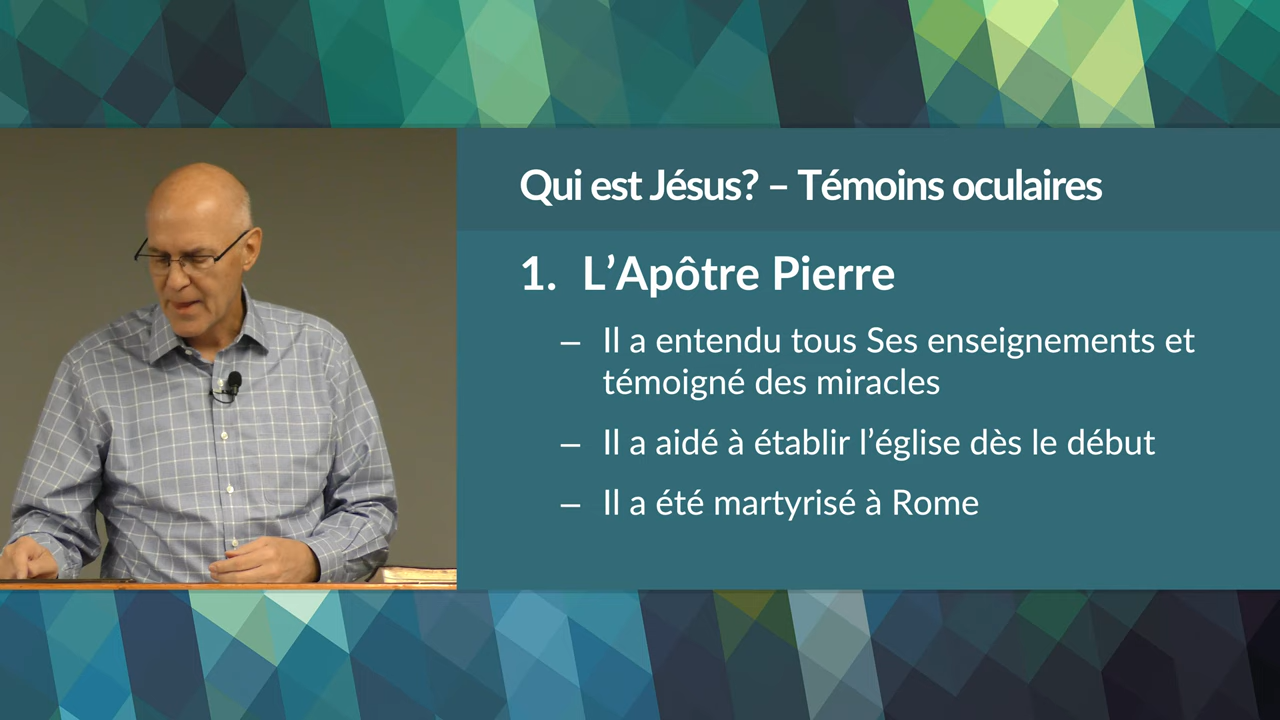 Qui est Jésus? – Témoins oculaires
1. L’Apôtre Pierre
– Il a entendu tous Ses enseignements et
témoigné des miracles
– Il a aidé à établir l’église dès le début
– Il a été martyrisé à Rome